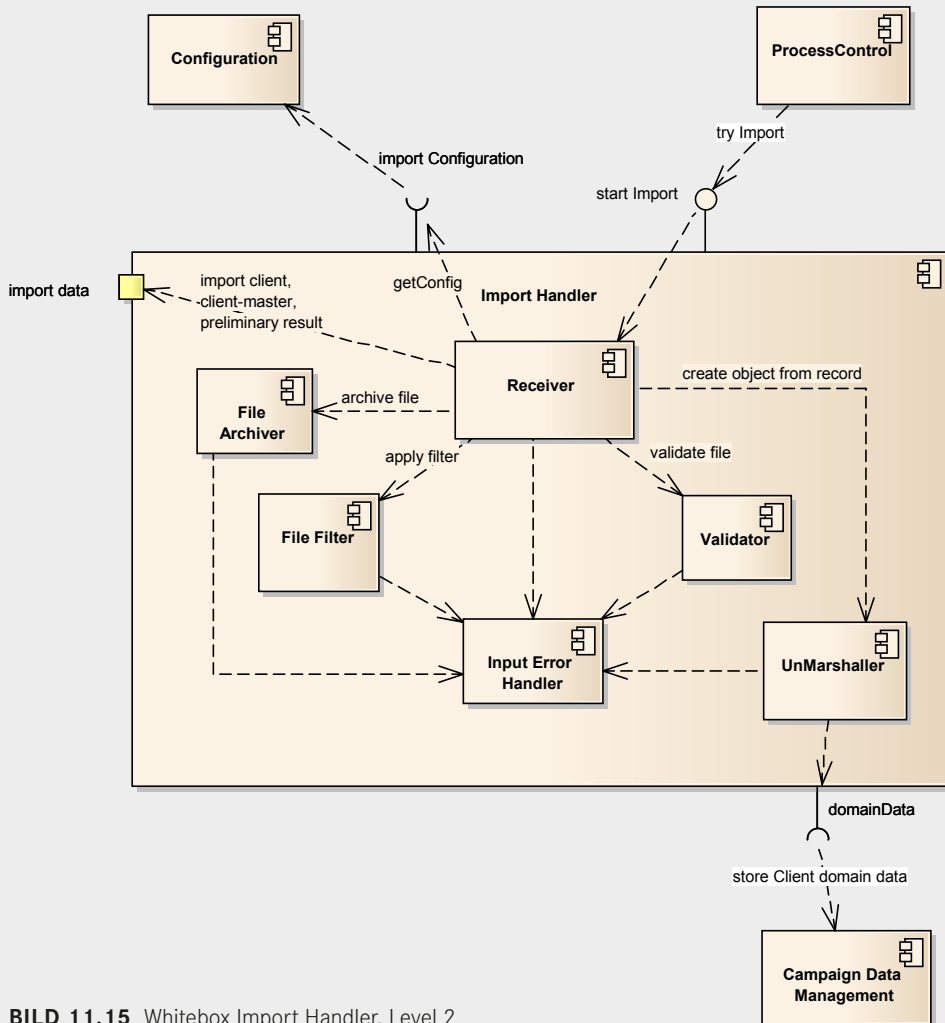 Configuration
ProcessControl
try Import
import Configuration
start Import
import data
import client,
client-master,
preliminary result
getConfig
Import Handler
Receiver
create object from record
File
Archiver
archive file
apply filter
validate file
File Filter
Validator
Input Error
Handler
UnMarshaller
domainData
store Client domain data
Campaign Data
Management
BILD 11.15 Whitebox Import Handler, Level 2